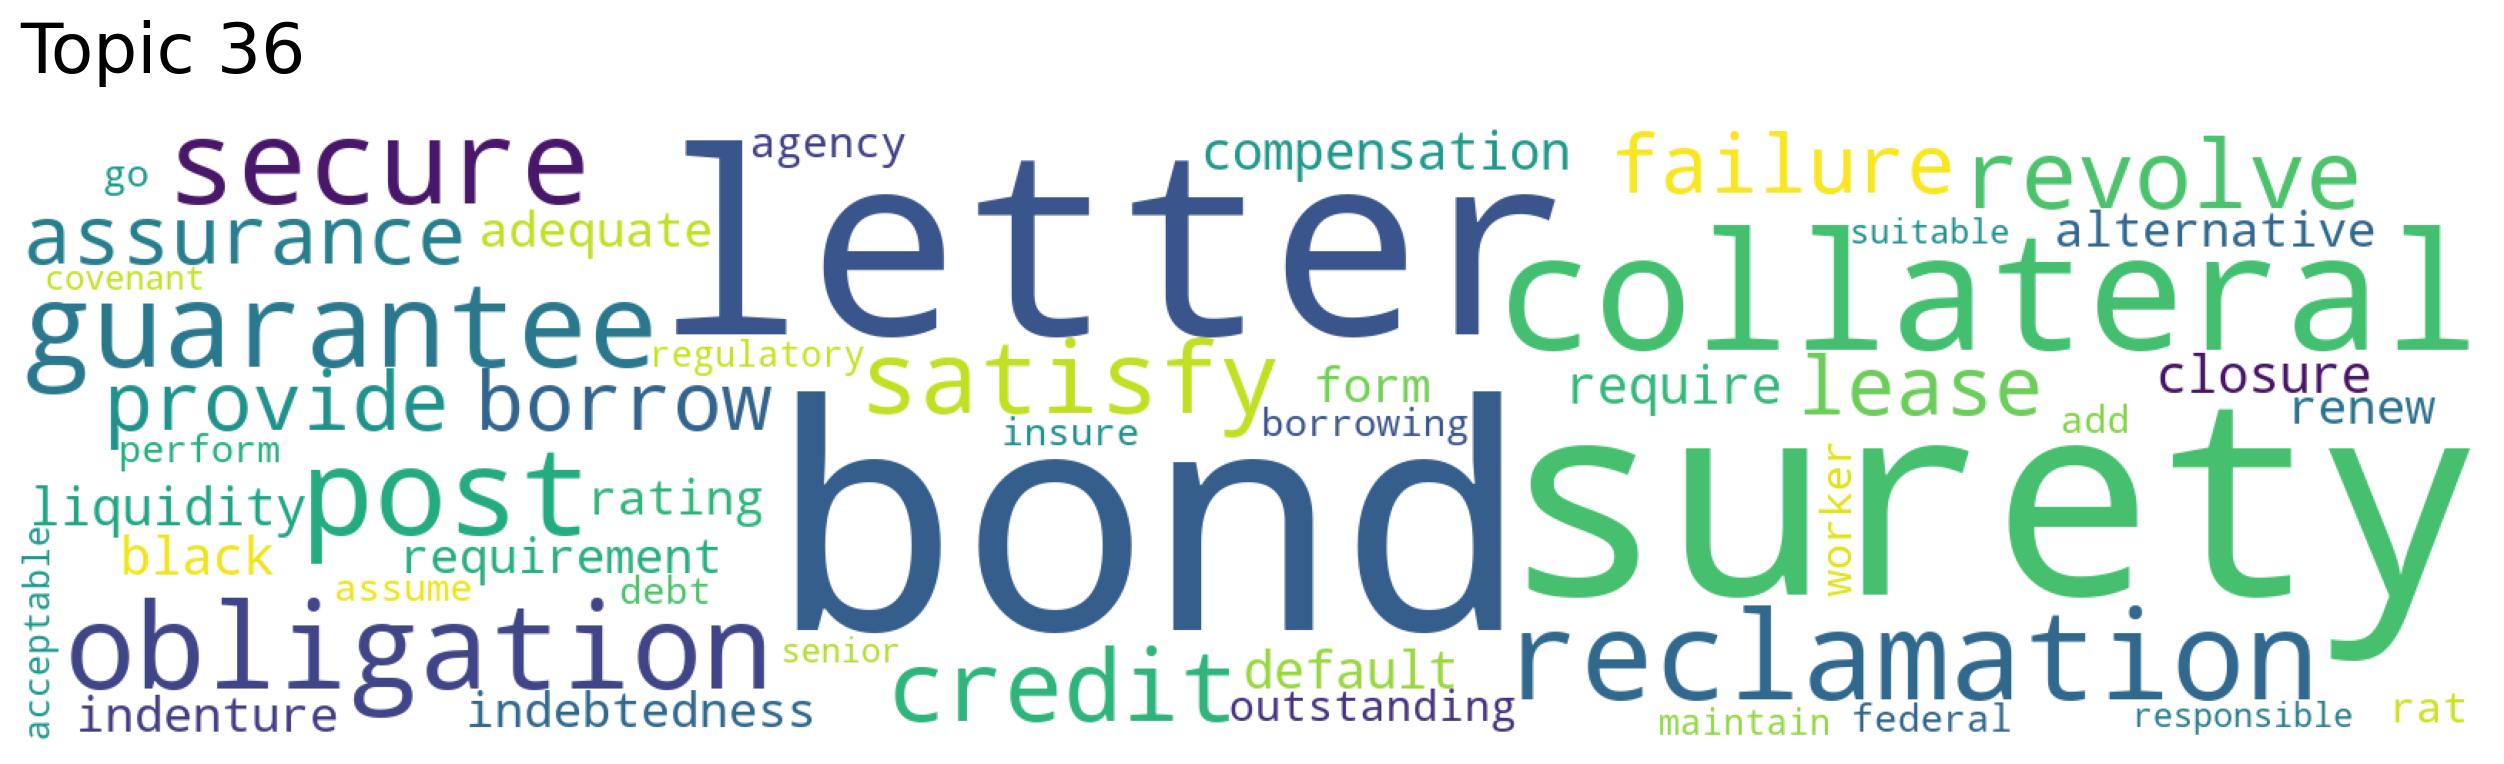 Topic 36
agency
compensation
failure
secure
revolve
go
letter
assurance
adequate
suitable
alternative
covenant
collateral
guarantee
regulatory
satisfy
form
require
lease
closure
provide
borrow
renew
insure
borrowing
add
perform
bond
surety
worker
liquidity
post
rating
black
requirement
acceptable
assume
debt
obligation
senior
credit
default
reclamation
indenture
indebtedness
outstanding
maintain
federal
responsible
rat